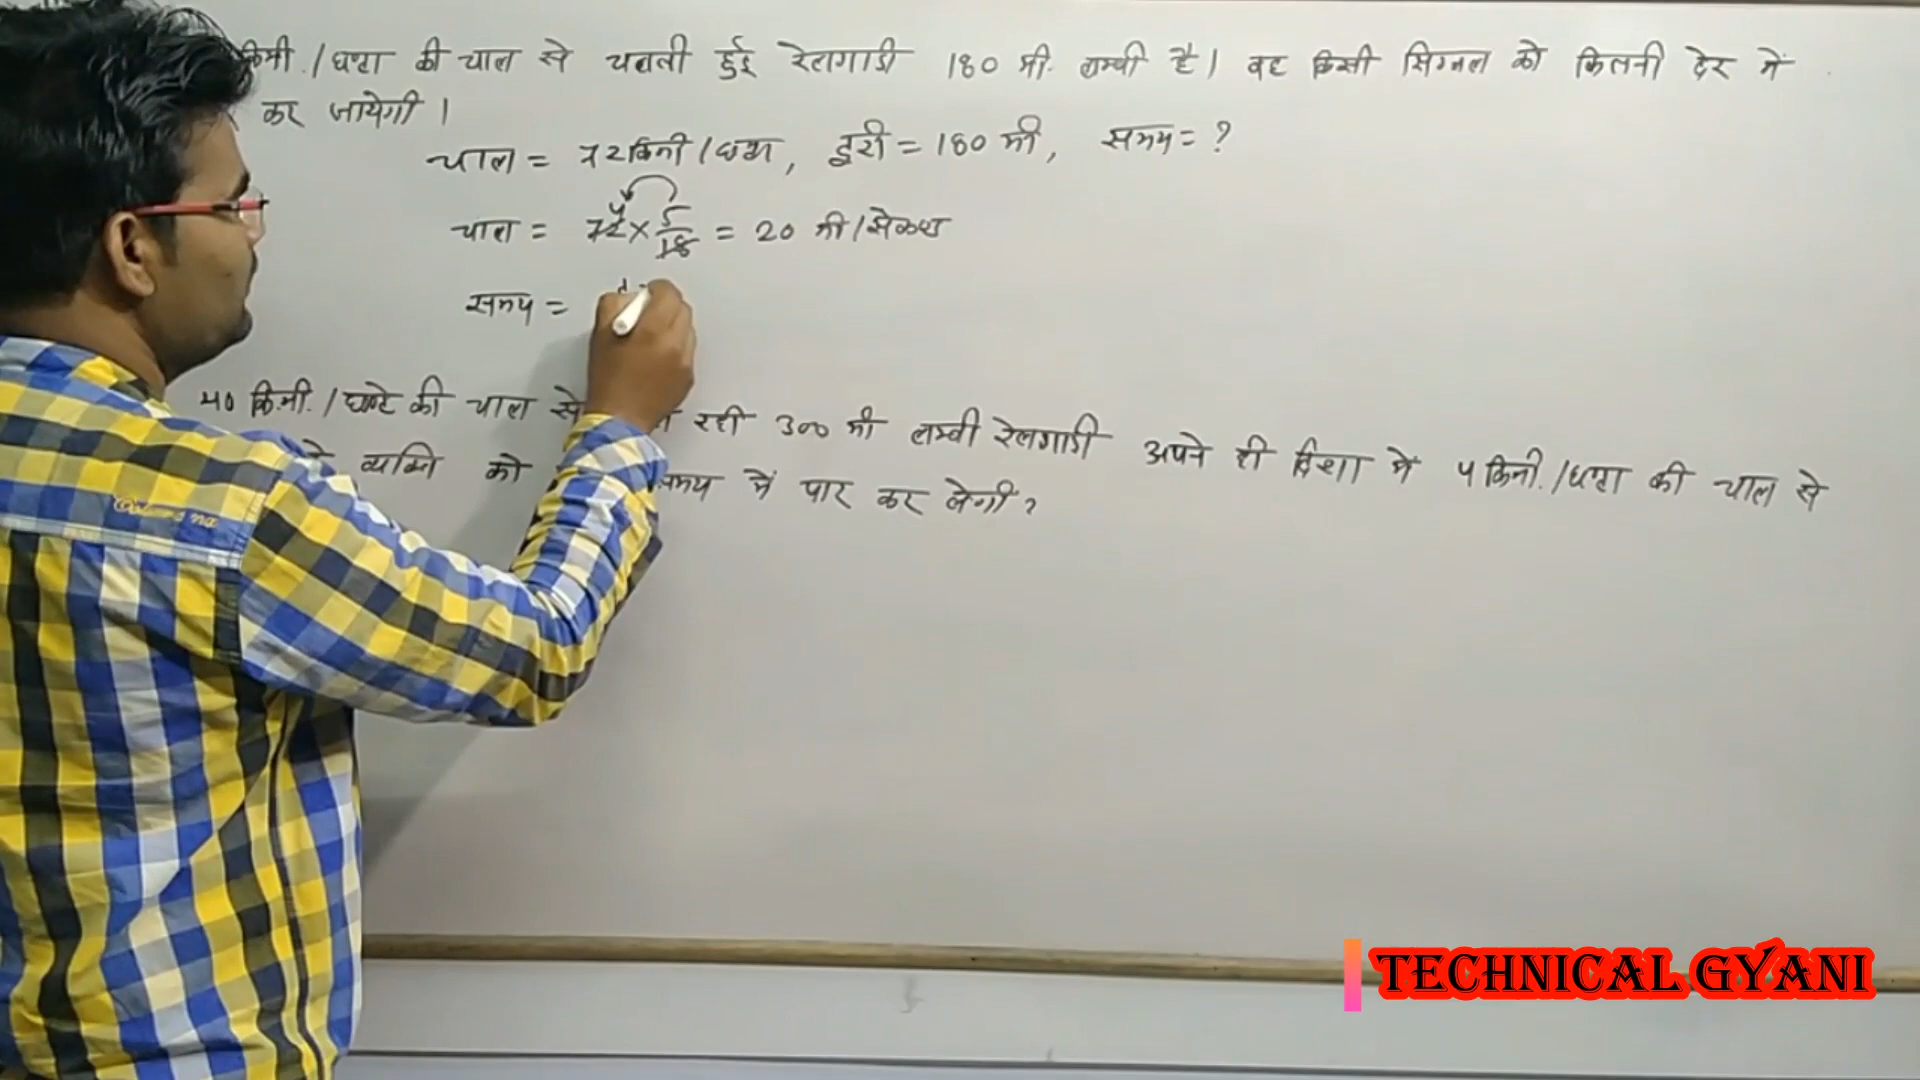 किमी./घण्टा की चाल से चलती हुई रेलगाडी 180 मी. लम्बी है। वह किसी सिग्नल को कितनी देर में
कर जायेगी।
चाल = 72 किमी/घण्टा, दुरी = 180 मी, समय = ?
चाल = 72 × 5/18 = 20 मी/सेकण्ड
4
समय =
40 कि.मी./घण्टे की चाल से रही 300 मी लम्बी रेलगाडी अपने ही दिशा में 4 किमी./घण्टा की चाल से
व्यक्ति को समय में पार कर लेगी?
TECHNICAL GYANI